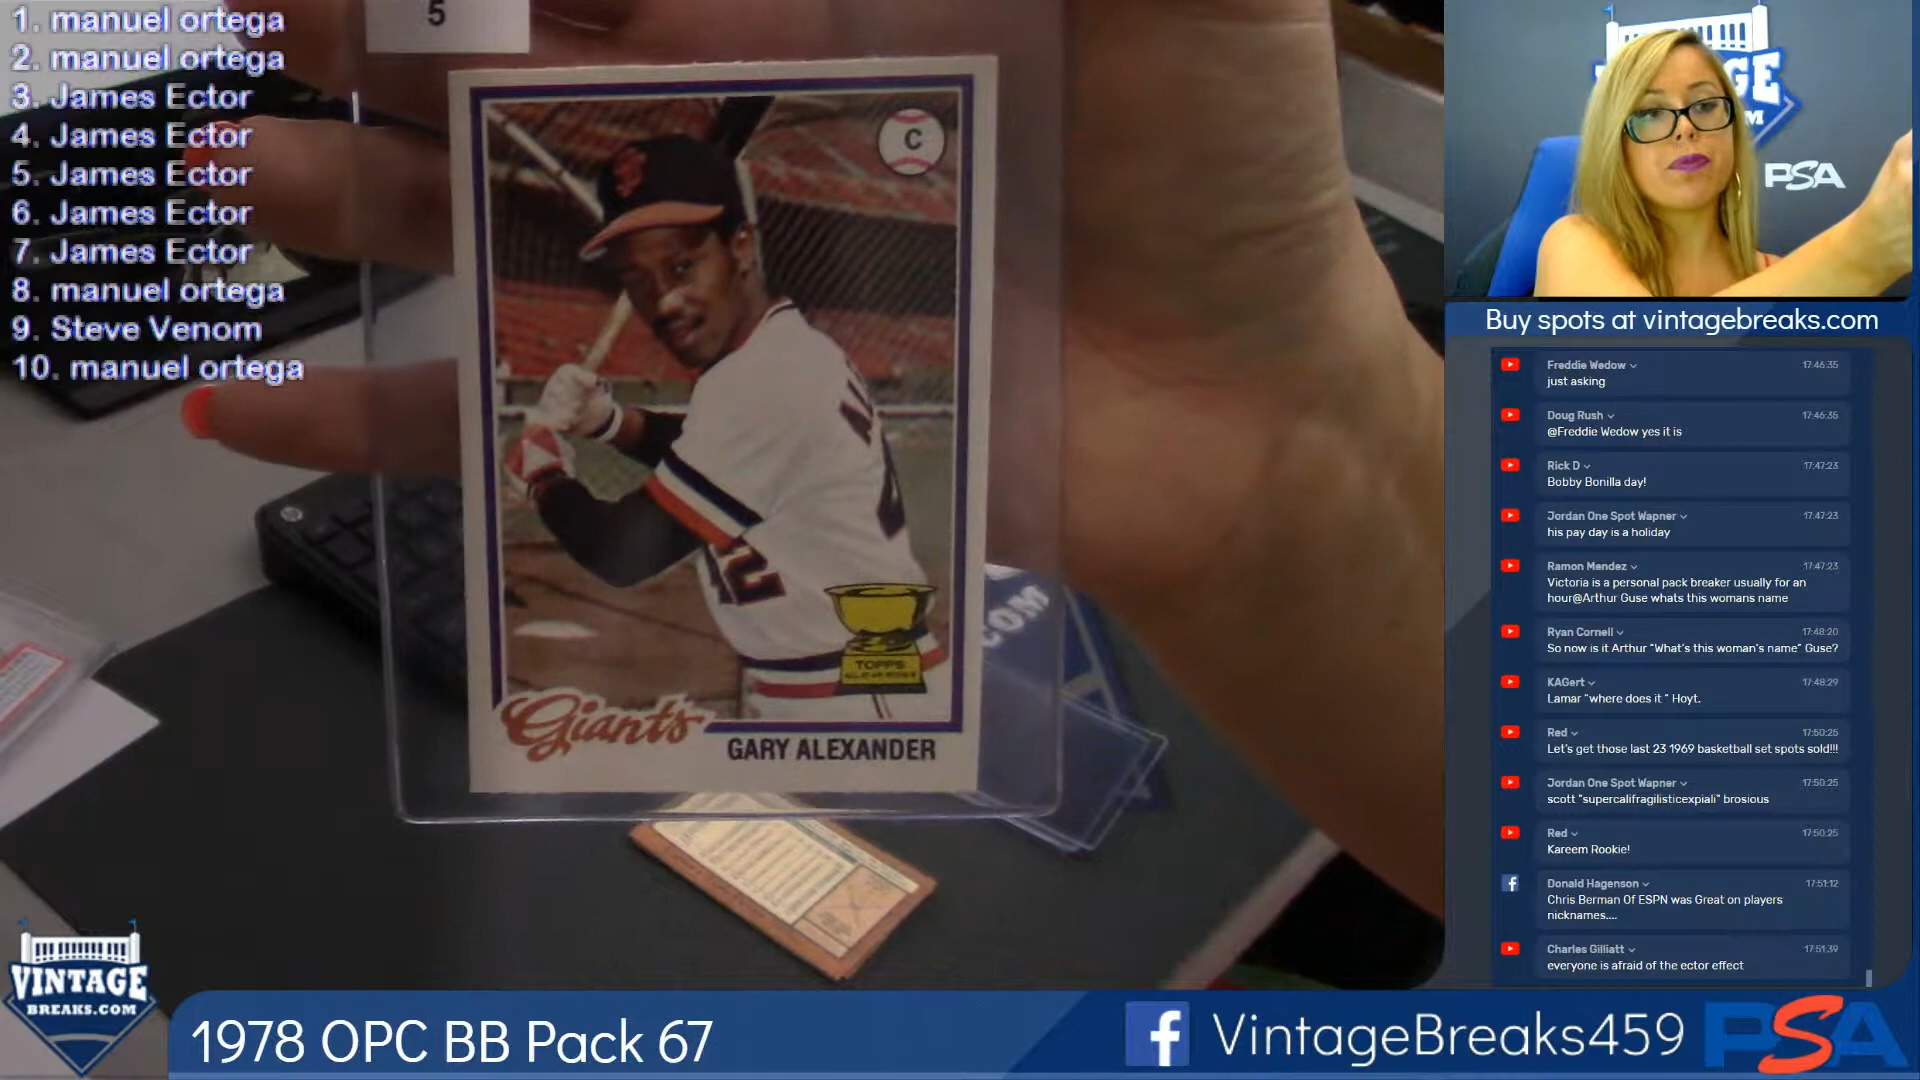 1. manuel ortega
2. manuel ortega
3. James Ector
4. James Ector
5. James Ector
6. James Ector
7. James Ector
8. manuel ortega
9. Steve Venom
10. manuel ortega
5
C
12
TOPPS
Giants
GARY ALEXANDER
.COM
PSA
Buy spots at vintagebreaks.com
Freddie Wedow 17:46:35
just asking
Doug Rush 17:46:35
@Freddie Wedow yes it is
Rick D 17:47:23
Bobby Bonilla day!
Jordan One Spot Wapner 17:47:23
his pay day is a holiday
Ramon Mendez 17:47:23
Victoria is a personal pack breaker usually for an
hour@Arthur Guse whats this womans name
Ryan Cornell 17:48:20
So now is it Arthur "What's this woman's name" Guse?
KAGert 17:48:29
Lamar "where does it " Hoyt.
Red 17:50:25
Let's get those last 23 1969 basketball set spots sold!!!
Jordan One Spot Wapner 17:50:25
scott "supercalifragilisticexpiali" brosious
Red 17:50:25
Kareem Rookie!
Donald Hagenson 17:51:12
Chris Berman Of ESPN was Great on players
nicknames....
Charles Gilliatt 17:51:39
everyone is afraid of the ector effect
VINTAGE
BREAKS.COM
1978 OPC BB Pack 67
f VintageBreaks459
PSA